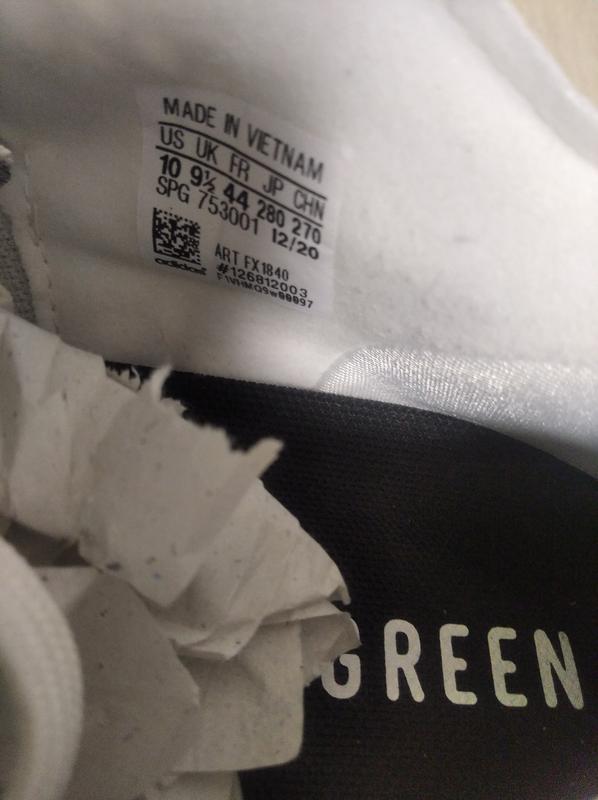 MADE IN VIETNAM
US UK FR JP CHN
10 9½ 44 280 270
SPG 753001 12/20
adidas
ART FX1840
#126812003
F1VHMQ9w00097
GREEN